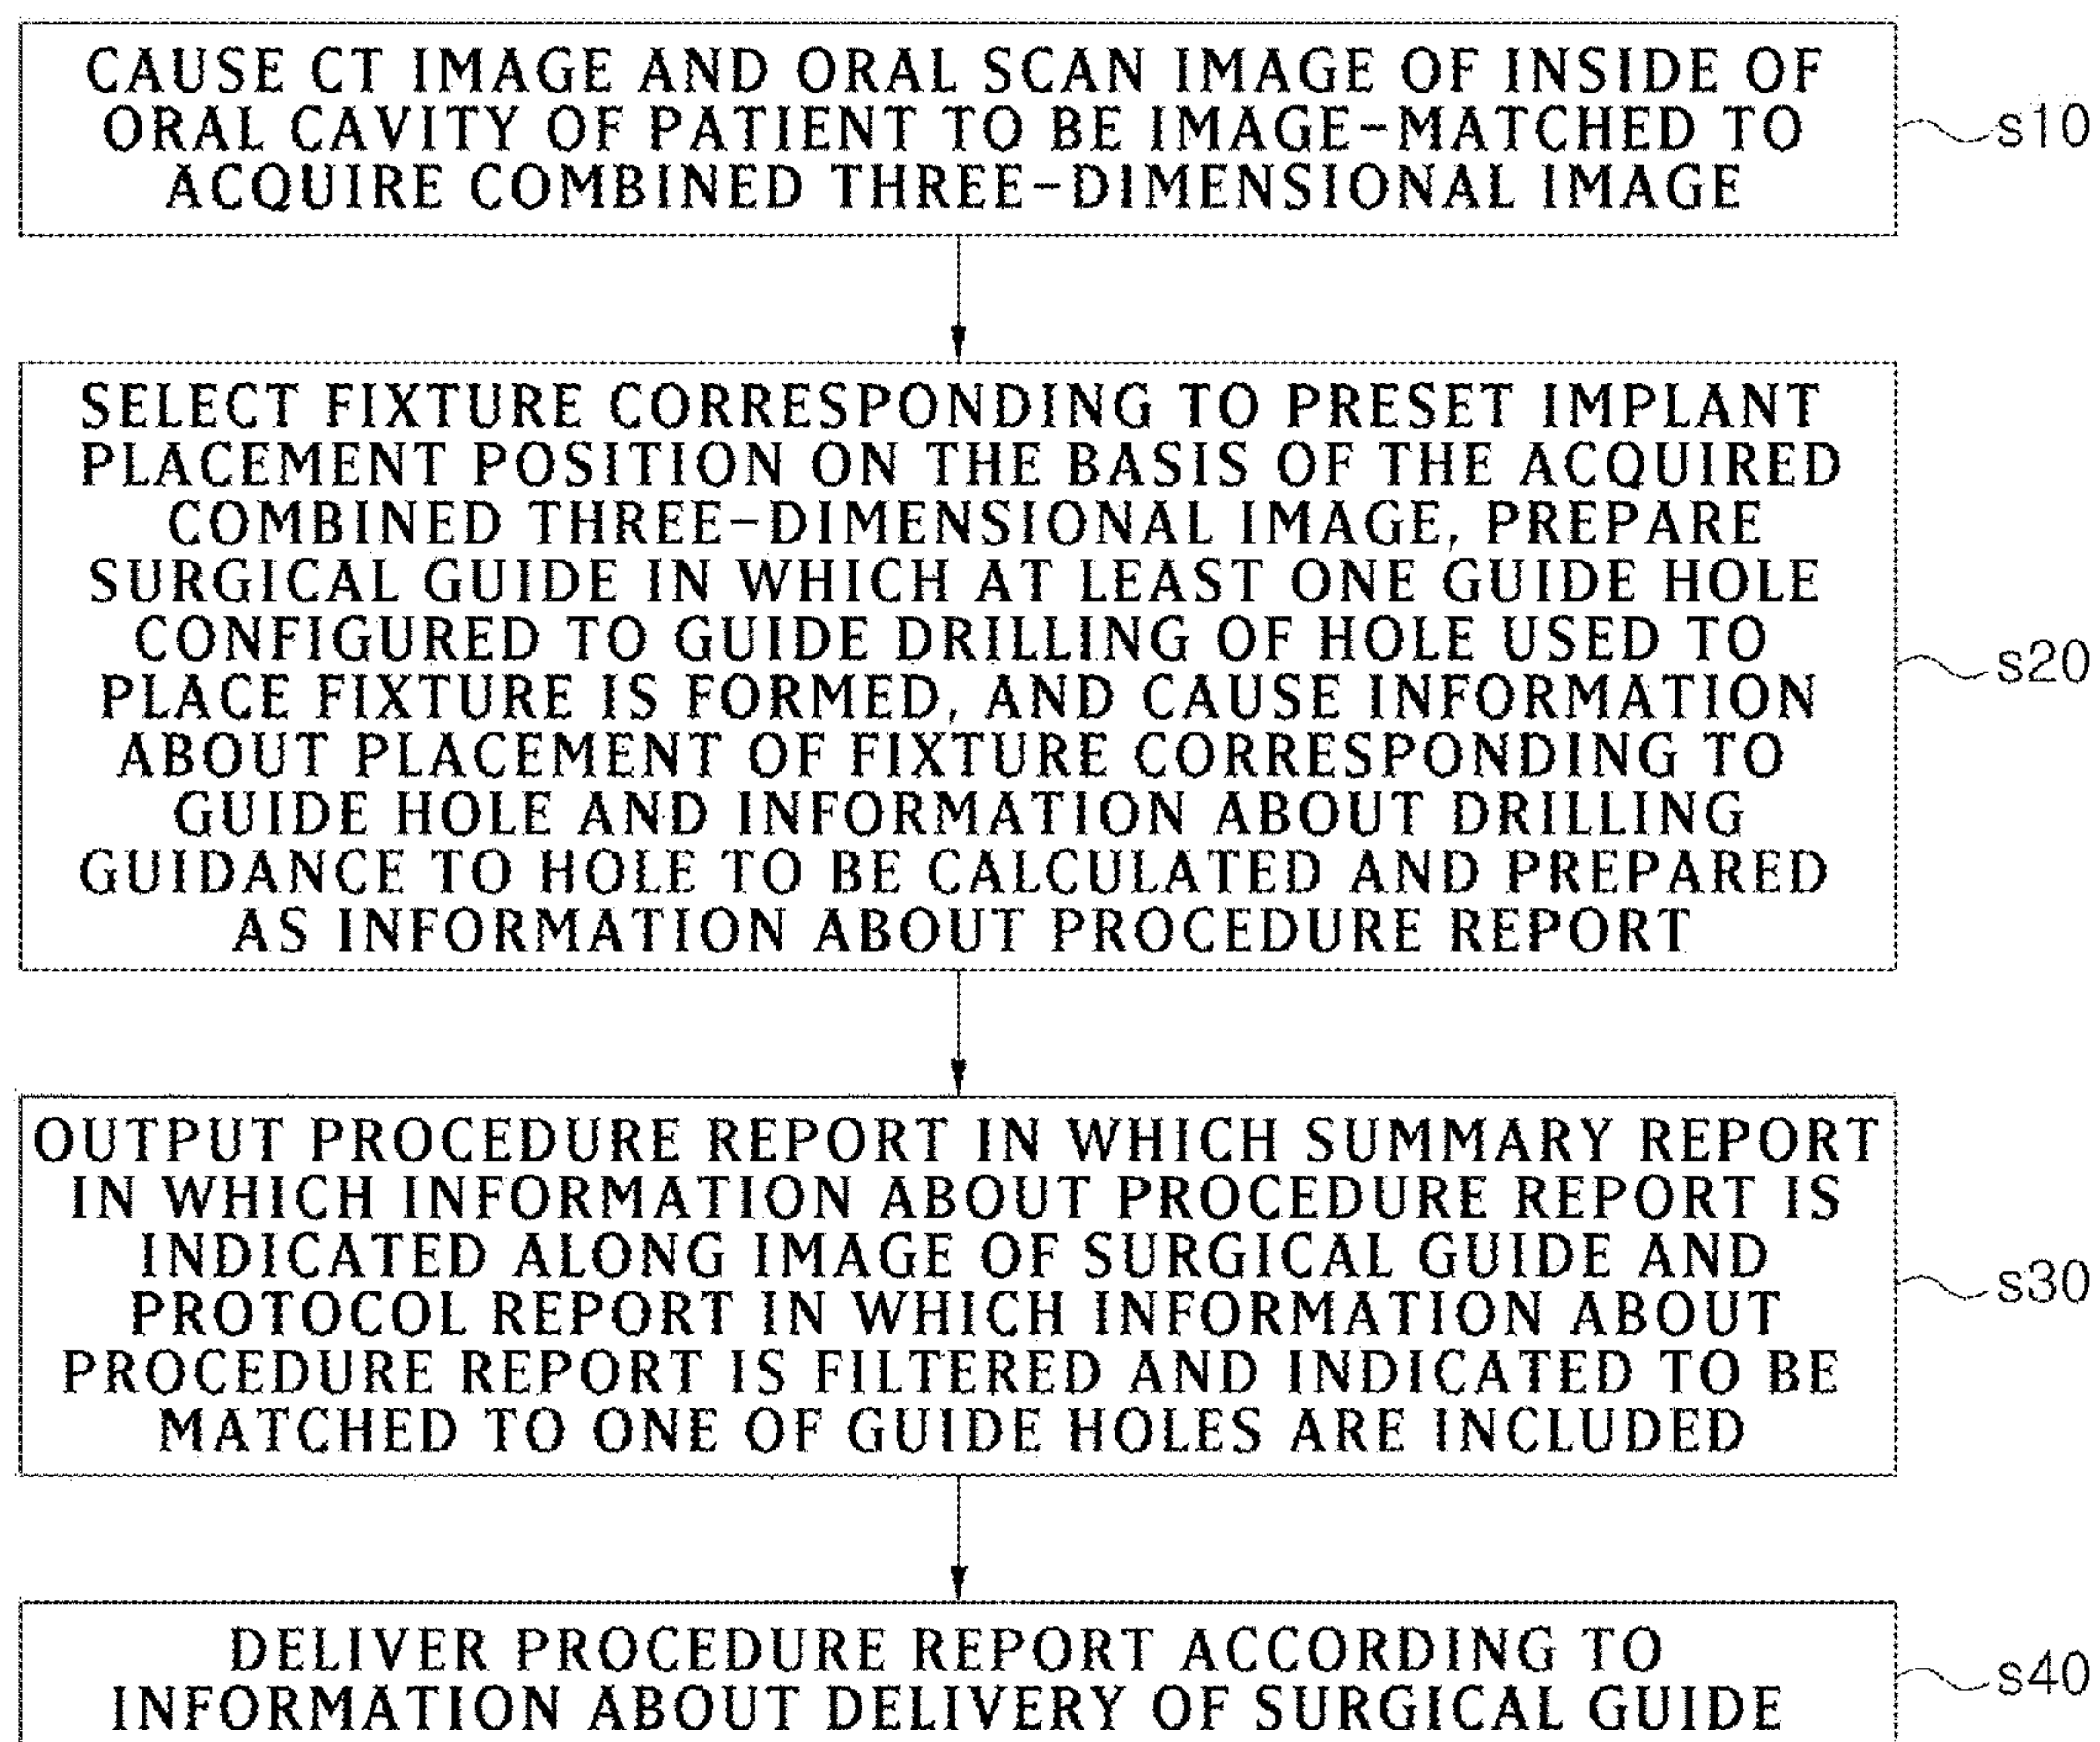 CAUSE CT IMAGE AND ORAL SCAN IMAGE OF INSIDE OF
ORAL CAVITY OF PATIENT TO BE IMAGE-MATCHED TO
ACQUIRE COMBINED THREE-DIMENSIONAL IMAGE
s10
SELECT FIXTURE CORRESPONDING TO PRESET IMPLANT
PLACEMENT POSITION ON THE BASIS OF THE ACQUIRED
COMBINED THREE-DIMENSIONAL IMAGE, PREPARE
SURGICAL GUIDE IN WHICH AT LEAST ONE GUIDE HOLE
CONFIGURED TO GUIDE DRILLING OF HOLE USED TO
PLACE FIXTURE IS FORMED, AND CAUSE INFORMATION
ABOUT PLACEMENT OF FIXTURE CORRESPONDING TO
GUIDE HOLE AND INFORMATION ABOUT DRILLING
GUIDANCE TO HOLE TO BE CALCULATED AND PREPARED
AS INFORMATION ABOUT PROCEDURE REPORT
s20
OUTPUT PROCEDURE REPORT IN WHICH SUMMARY REPORT
IN WHICH INFORMATION ABOUT PROCEDURE REPORT IS
INDICATED ALONG IMAGE OF SURGICAL GUIDE AND
PROTOCOL REPORT IN WHICH INFORMATION ABOUT
PROCEDURE REPORT IS FILTERED AND INDICATED TO BE
MATCHED TO ONE OF GUIDE HOLES ARE INCLUDED
s30
DELIVER PROCEDURE REPORT ACCORDING TO
INFORMATION ABOUT DELIVERY OF SURGICAL GUIDE
s40